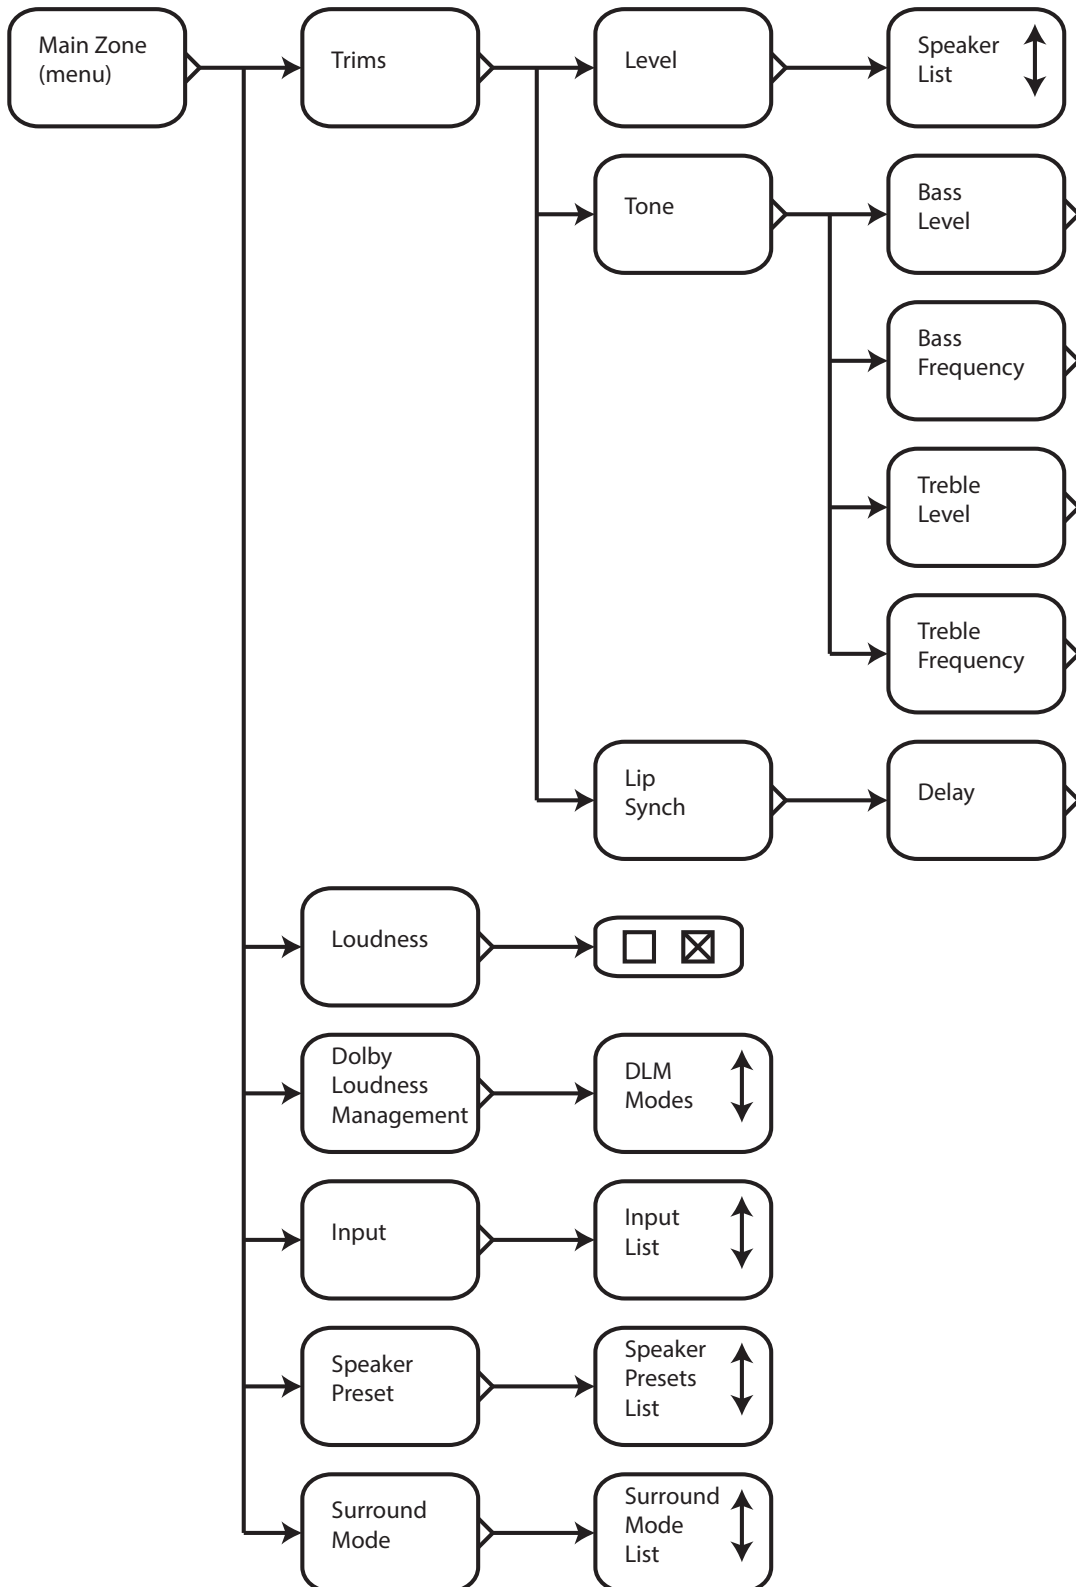 Main Zone
(menu)
Trims
Level
Speaker
List
Tone
Bass
Level
Bass
Frequency
Treble
Level
Treble
Frequency
Lip
Synch
Delay
Loudness
Dolby
Loudness
Management
DLM
Modes
Input
Input
List
Speaker
Preset
Speaker
Presets
List
Surround
Mode
Surround
Mode
List